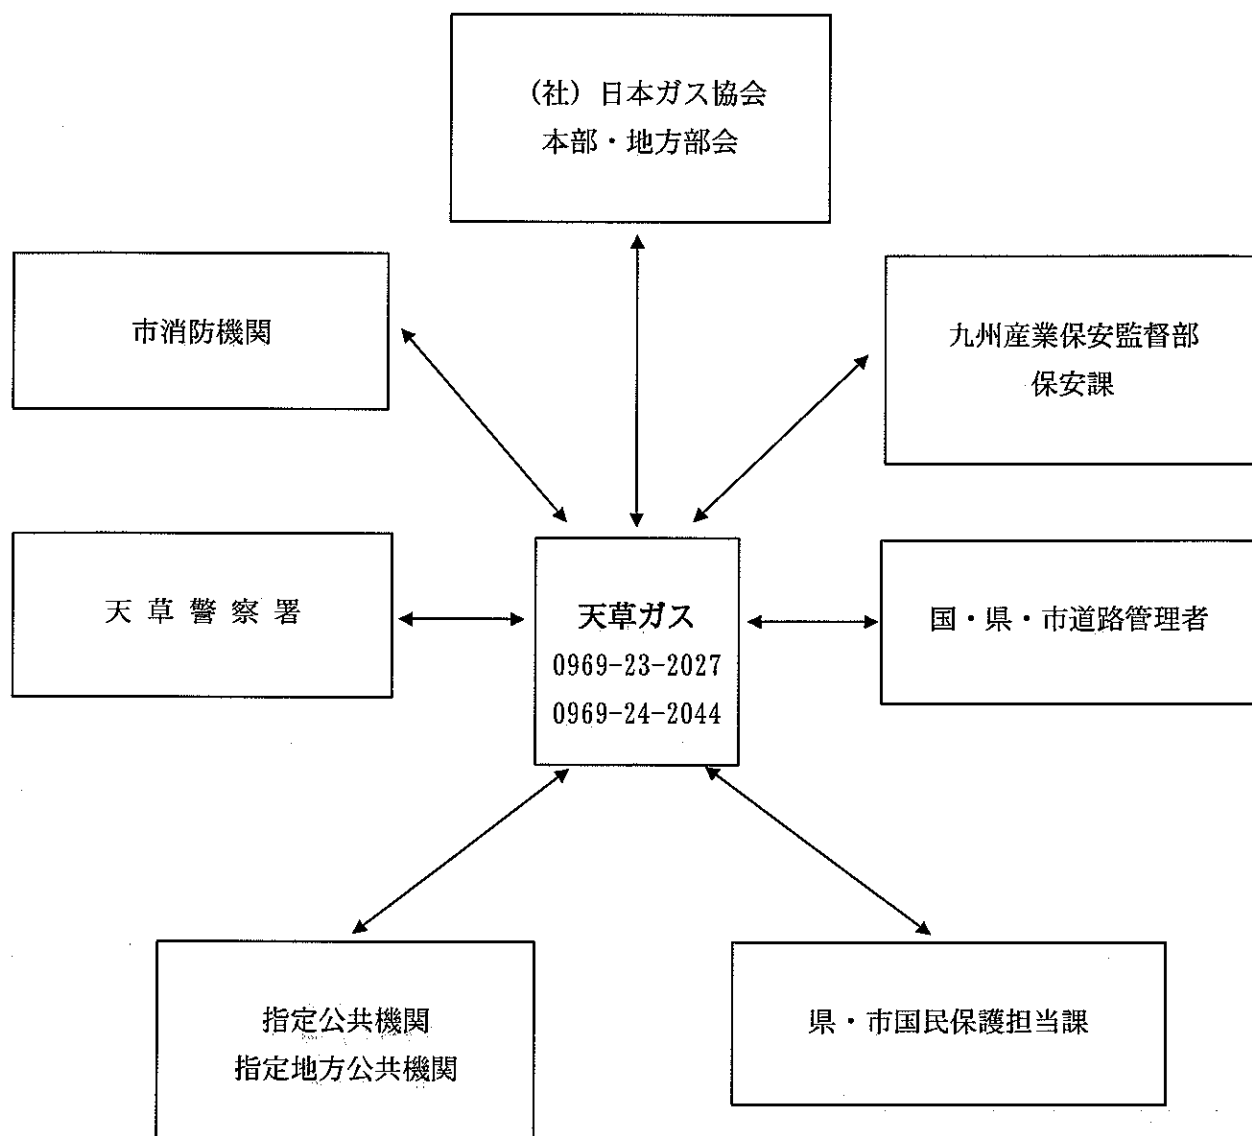 (社) 日本ガス協会
本部・地方部会
市消防機関
九州産業保安監督部
保安課
天草警察署
天草ガス
0969-23-2027
0969-24-2044
国・県・市道路管理者
指定公共機関
指定地方公共機関
県・市国民保護担当課